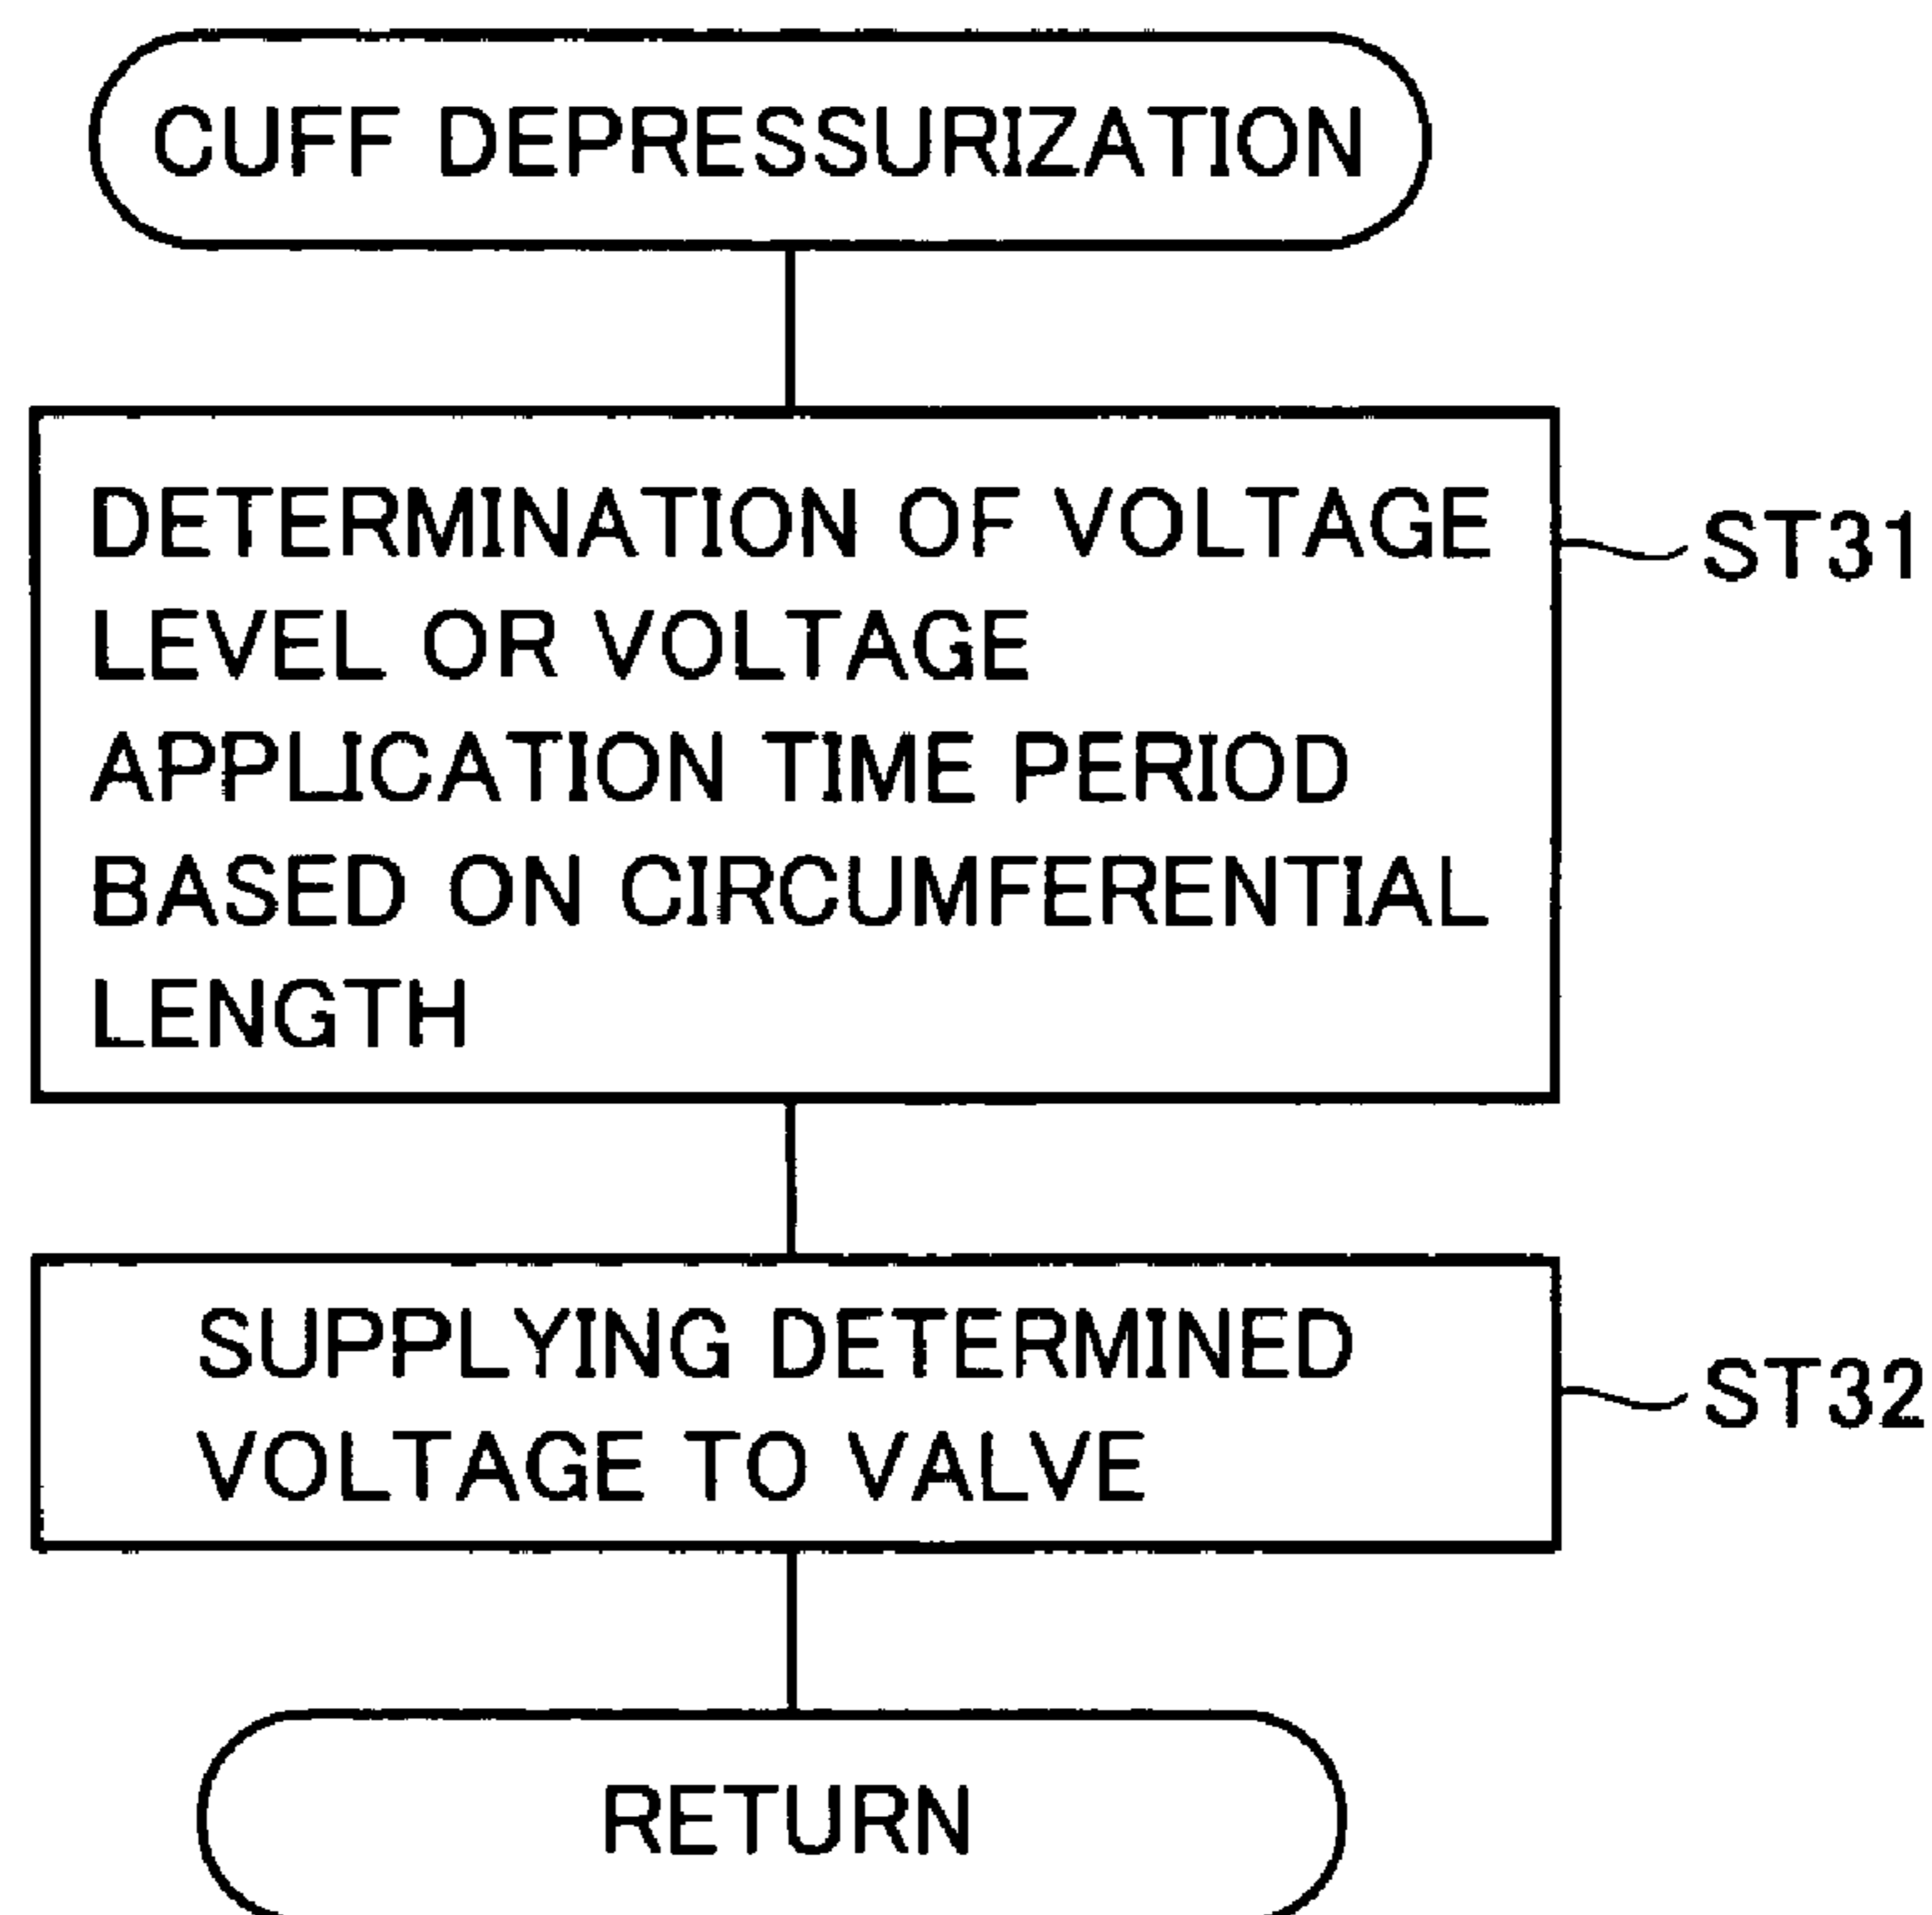 CUFF DEPRESSURIZATION
DETERMINATION OF VOLTAGE
LEVEL OR VOLTAGE
APPLICATION TIME PERIOD
BASED ON CIRCUMFERENTIAL
LENGTH
ST31
SUPPLYING DETERMINED
VOLTAGE TO VALVE
ST32
RETURN